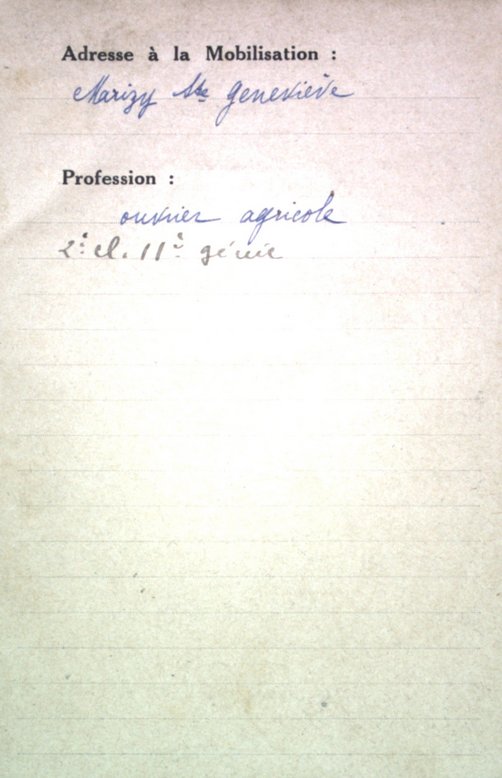 Adresse à la Mobilisation :
Marizy Ste Geneviève
Profession :
ouvrier agricole
2e cl. 11e génie